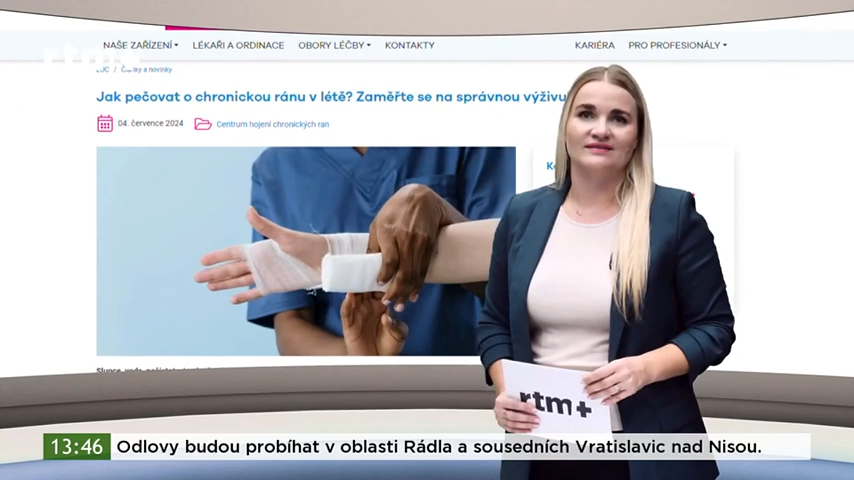 NAŠE ZAŘÍZENÍ LÉKAŘI A ORDINACE OBORY LÉČBY KONTAKTY KARIÉRA PRO PROFESIONÁLY
rtm+
Články a novinky
Jak pečovat o chronickou ránu v létě? Zaměřte se na správnou výživu
04. července 2024 Centrum hojení chronických ran
rtm+
13:46 Odlovy budou probíhat v oblasti Rádla a sousedních Vratislavic nad Nisou.